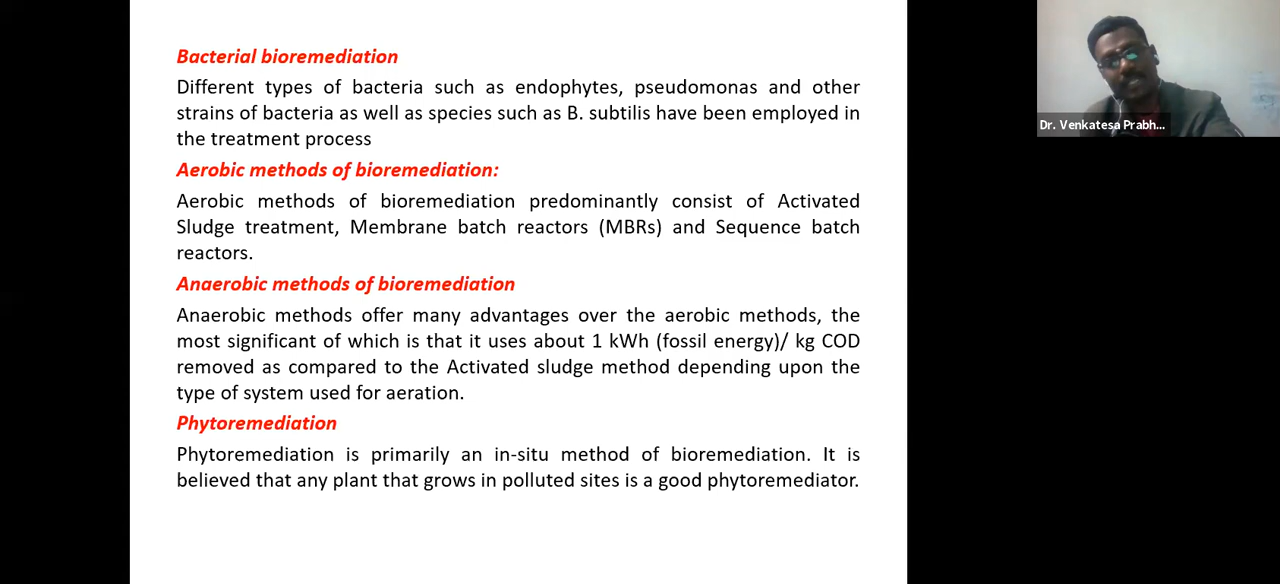 Bacterial bioremediation
Different types of bacteria such as endophytes, pseudomonas and other
strains of bacteria as well as species such as B. subtilis have been employed in
the treatment process
Aerobic methods of bioremediation:
Aerobic methods of bioremediation predominantly consist of Activated
Sludge treatment, Membrane batch reactors (MBRs) and Sequence batch
reactors.
Anaerobic methods of bioremediation
Anaerobic methods offer many advantages over the aerobic methods, the
most significant of which is that it uses about 1 kWh (fossil energy)/ kg COD
removed as compared to the Activated sludge method depending upon the
type of system used for aeration.
Phytoremediation
Phytoremediation is primarily an in-situ method of bioremediation. It is
believed that any plant that grows in polluted sites is a good phytoremediator.
Dr. Venkatesa Prabh...